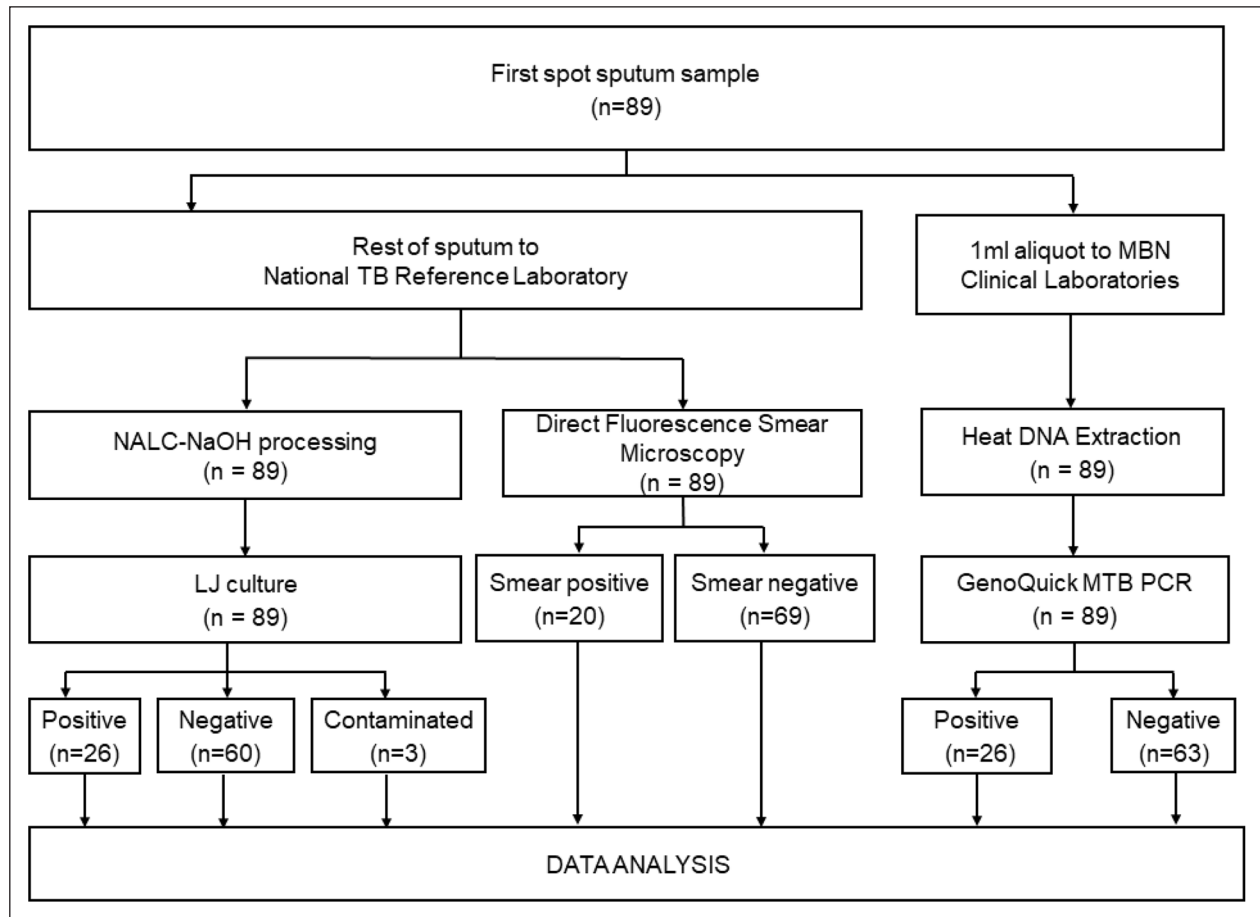 First spot sputum sample
(n=89)
Rest of sputum to
National TB Reference Laboratory
1ml aliquot to MBN
Clinical Laboratories
NALC-NaOH processing
(n = 89)
Direct Fluorescence Smear
Microscopy
(n = 89)
Heat DNA Extraction
(n = 89)
LJ culture
(n = 89)
Smear positive
(n=20)
Smear negative
(n=69)
GenoQuick MTB PCR
(n = 89)
Positive
(n=26)
Negative
(n=60)
Contaminated
(n=3)
Positive
(n=26)
Negative
(n=63)
DATA ANALYSIS